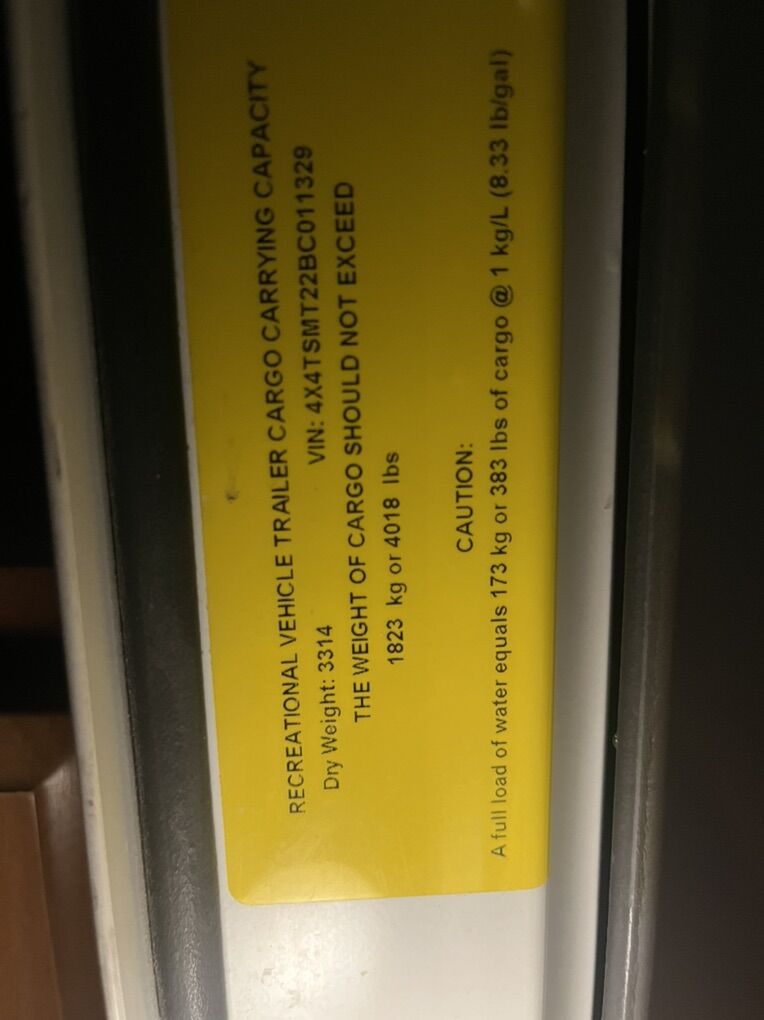 RECREATIONAL VEHICLE TRAILER CARGO CARRYING CAPACITY
Dry Weight: 3314 VIN: 4X4TSMT22BC011329
THE WEIGHT OF CARGO SHOULD NOT EXCEED
1823 kg or 4018 lbs
CAUTION:
A full load of water equals 173 kg or 383 lbs of cargo @ 1 kg/L (8.33 lb/gal)